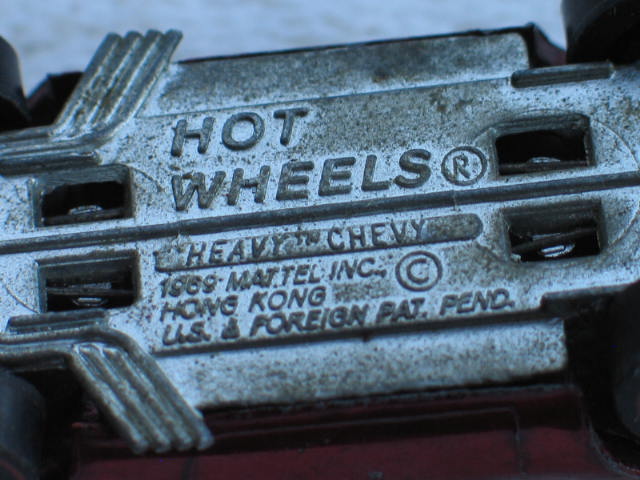 HOT
WHEELS®
HEAVY™ CHEVY
1969 MATTEL INC., ©
HONG KONG
U.S. & FOREIGN PAT. PEND.